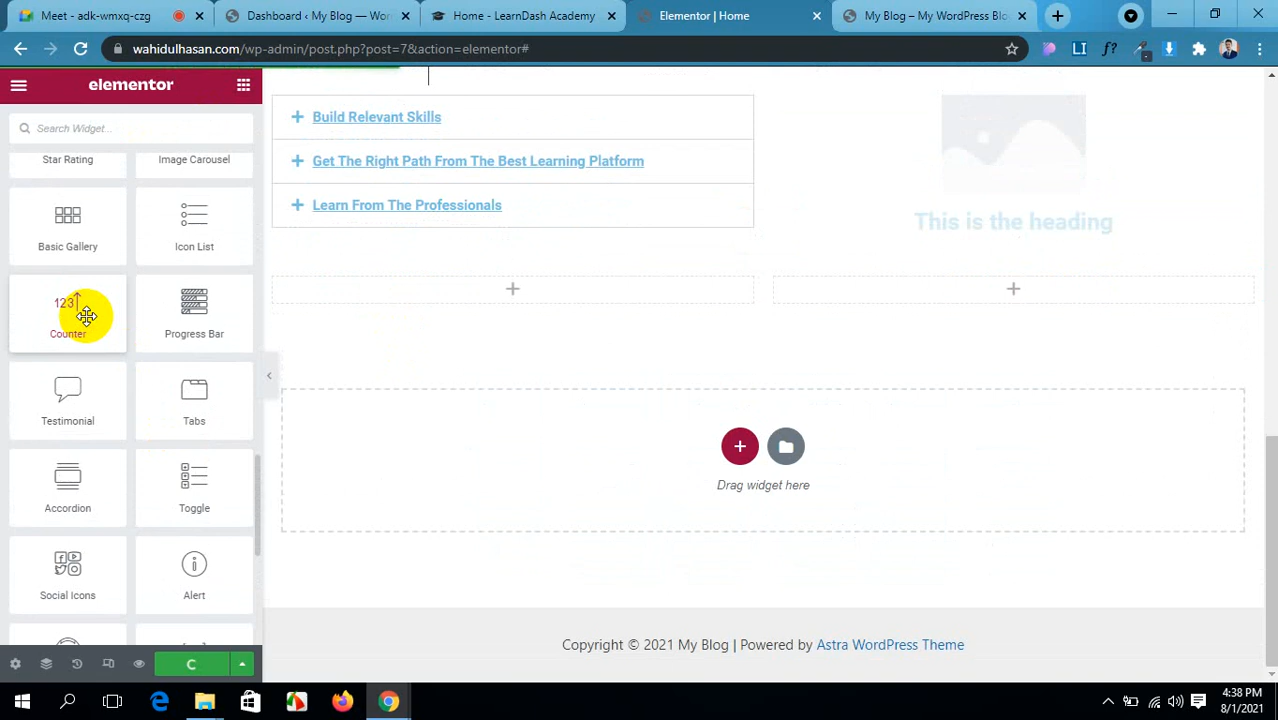 Meet - adk-wmxq-czg
Dashboard ‹ My Blog — Wor
Home - LearnDash Academy
Elementor | Home
My Blog – My WordPress Blo
wahidulhasan.com/wp-admin/post.php?post=7&action=elementor#
LI
f?
elementor
Search Widget...
Star Rating
Image Carousel
Basic Gallery
Icon List
123
Counter
Progress Bar
Testimonial
Tabs
Accordion
Toggle
Social Icons
Alert
Build Relevant Skills
Get The Right Path From The Best Learning Platform
Learn From The Professionals
This is the heading
Drag widget here
Copyright © 2021 My Blog | Powered by Astra WordPress Theme
4:38 PM
8/1/2021